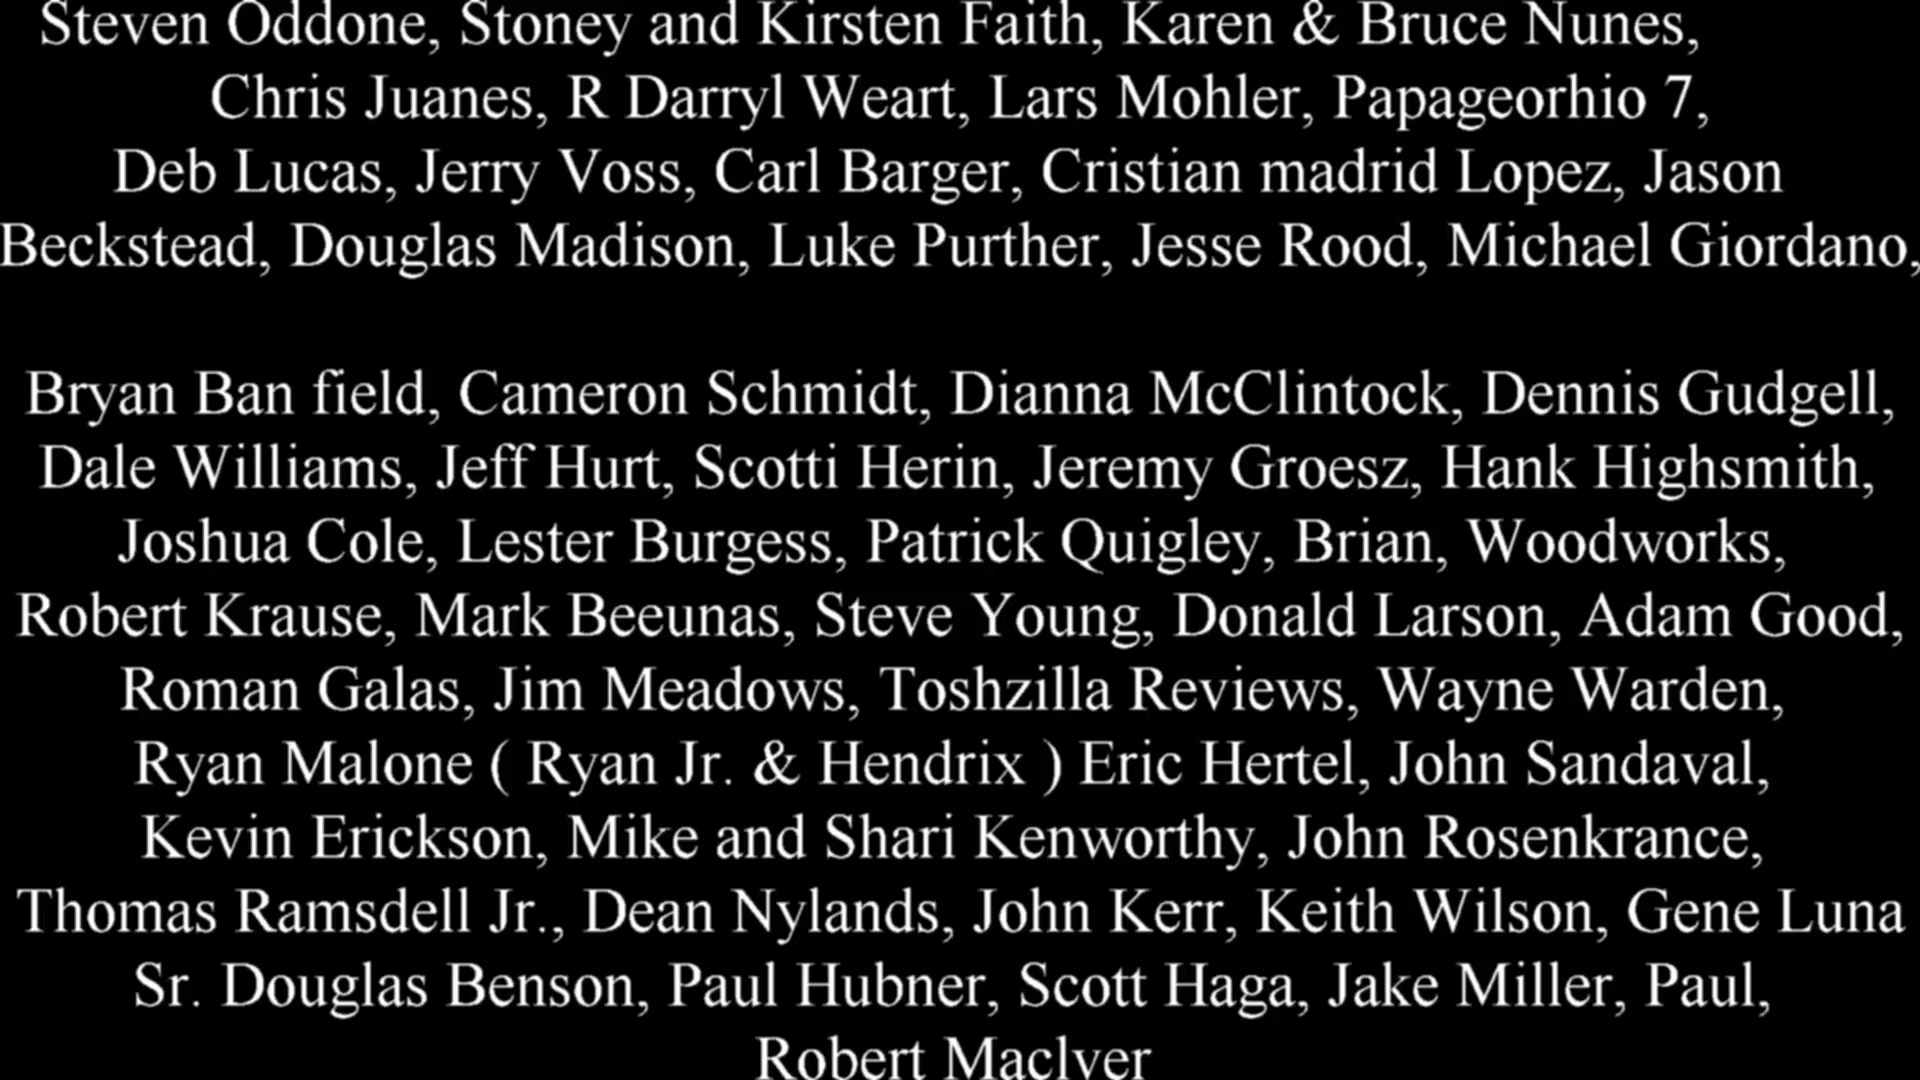 Steven Oddone, Stoney and Kirsten Faith, Karen & Bruce Nunes,
Chris Juanes, R Darryl Weart, Lars Mohler, Papageorhio 7,
Deb Lucas, Jerry Voss, Carl Barger, Cristian madrid Lopez, Jason
Beckstead, Douglas Madison, Luke Purther, Jesse Rood, Michael Giordano,
Bryan Ban field, Cameron Schmidt, Dianna McClintock, Dennis Gudgell,
Dale Williams, Jeff Hurt, Scotti Herin, Jeremy Groesz, Hank Highsmith,
Joshua Cole, Lester Burgess, Patrick Quigley, Brian, Woodworks,
Robert Krause, Mark Beeunas, Steve Young, Donald Larson, Adam Good,
Roman Galas, Jim Meadows, Toshzilla Reviews, Wayne Warden,
Ryan Malone ( Ryan Jr. & Hendrix ) Eric Hertel, John Sandaval,
Kevin Erickson, Mike and Shari Kenworthy, John Rosenkrance,
Thomas Ramsdell Jr., Dean Nylands, John Kerr, Keith Wilson, Gene Luna
Sr. Douglas Benson, Paul Hubner, Scott Haga, Jake Miller, Paul,
Robert Maclver